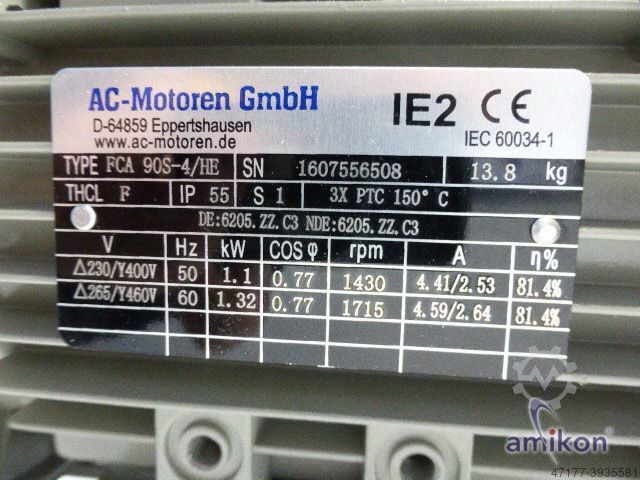 AC-Motoren GmbH
D-64859 Eppertshausen
www.ac-motoren.de
IE2 CE
IEC 60034-1
TYPE FCA 90S-4/HE SN 1607556508 13.8 kg
THCL F IP 55 S 1 3X PTC 150° C
DE:6205.ZZ.C3 NDE:6205.ZZ.C3
V Hz kW COS φ rpm A η%
Δ230/Y400V 50 1.1 0.77 1430 4.41/2.53 81.4%
Δ265/Y460V 60 1.32 0.77 1715 4.59/2.64 81.4%
amikon
47177-3935581